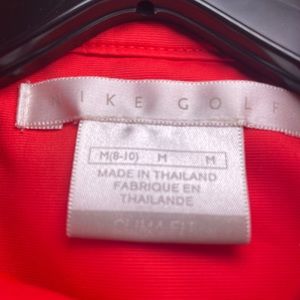 NIKE GOLF
M(8-10) M M
MADE IN THAILAND
FABRIQUE EN
THAILANDE